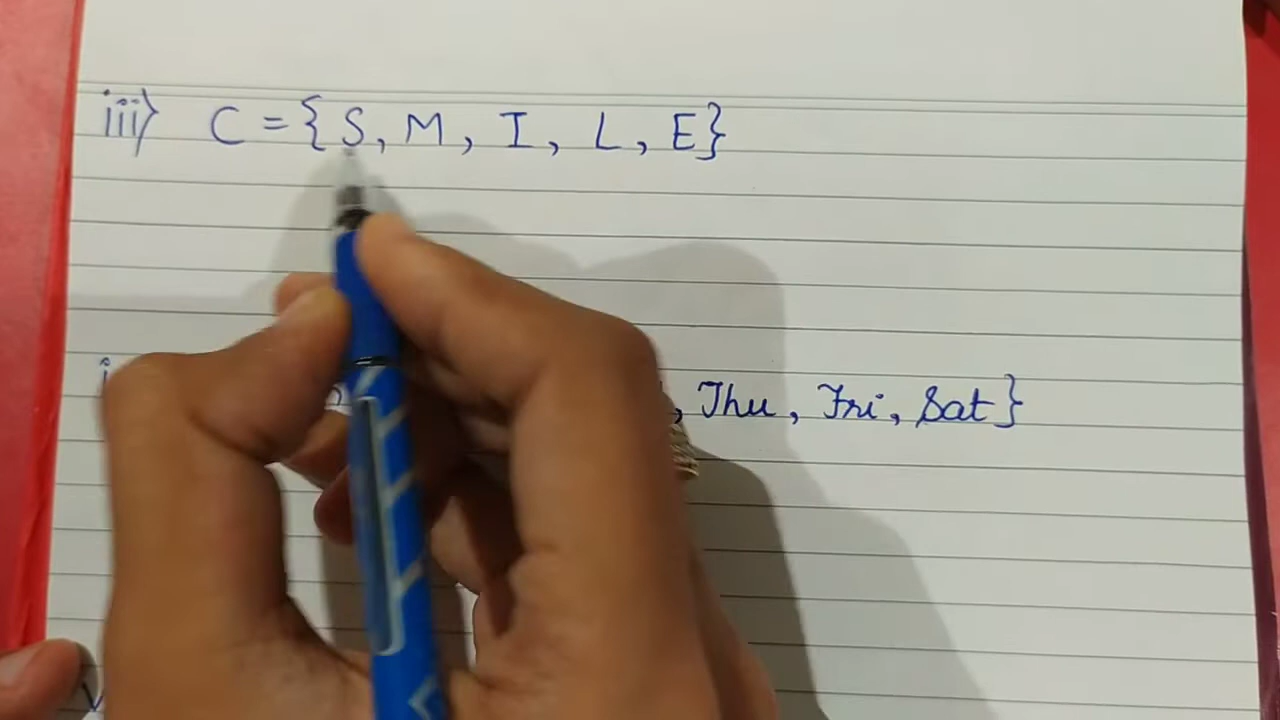 iii) C = {S, M, I, L, E}
, Thu, Fri, Sat}